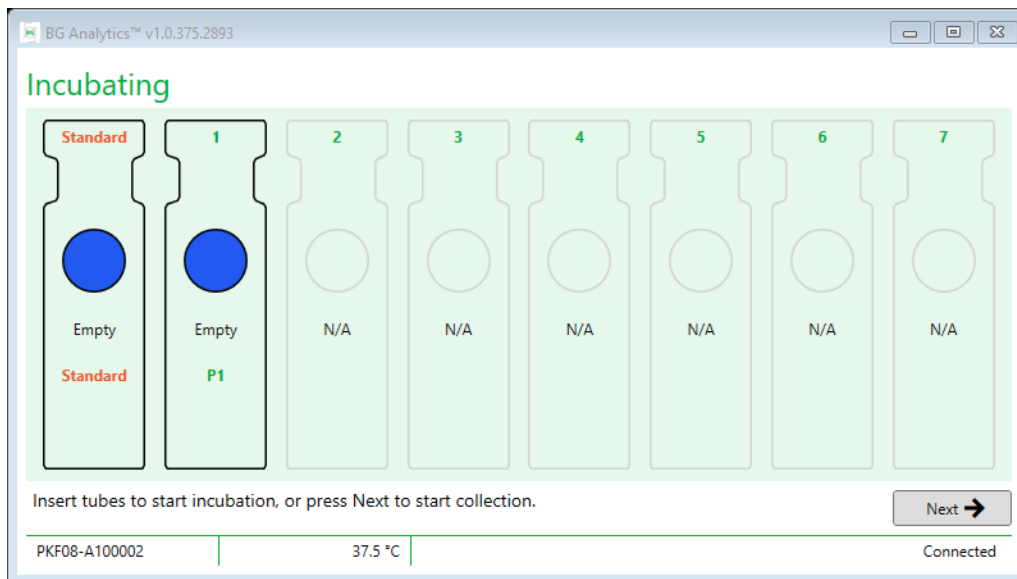 BG Analytics™ v1.0.375.2893
Incubating
Standard 1 2 3 4 5 6 7
Empty Empty N/A N/A N/A N/A N/A N/A
Standard P1
Insert tubes to start incubation, or press Next to start collection.
Next
PKF08-A100002 37.5 °C Connected